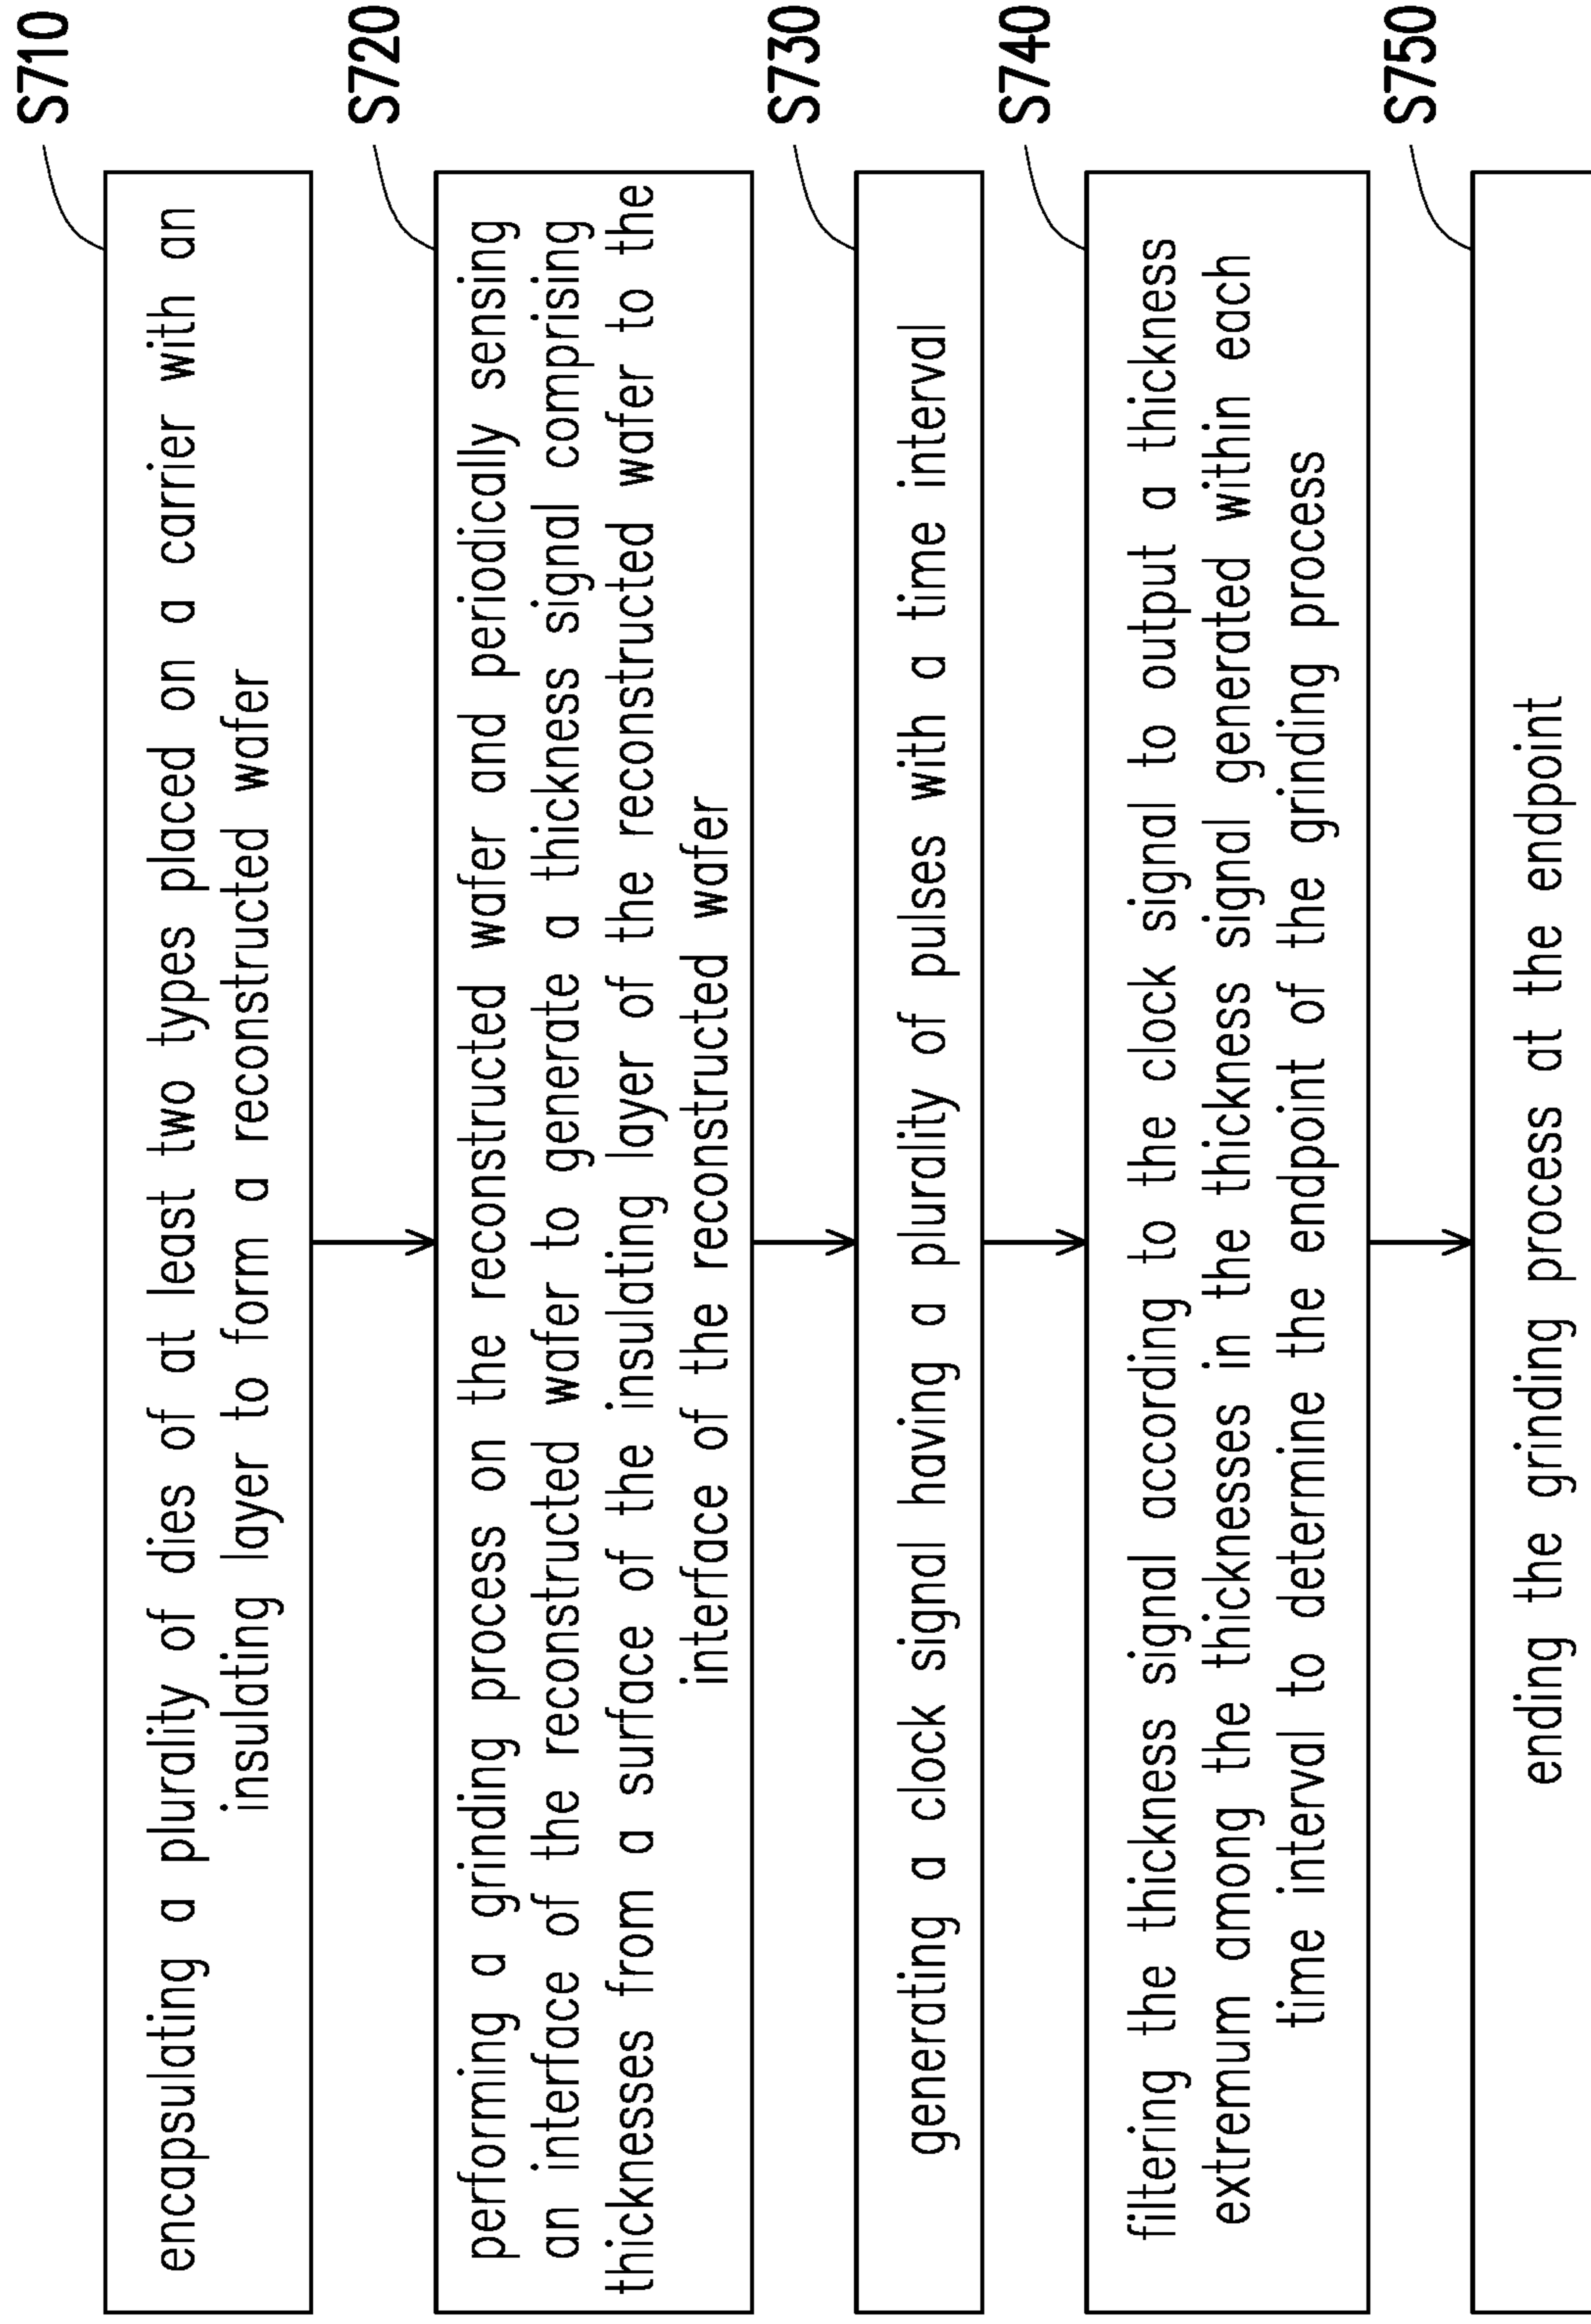 S710
encapsulating a plurality of dies of at least two types placed on a carrier with an
insulating layer to form a reconstructed wafer
S720
performing a grinding process on the reconstructed wafer and periodically sensing
an interface of the reconstructed wafer to generate a thickness signal comprising
thicknesses from a surface of the insulating layer of the reconstructed wafer to the
interface of the reconstructed wafer
S730
generating a clock signal having a plurality of pulses with a time interval
S740
filtering the thickness signal according to the clock signal to output a thickness
extremum among the thicknesses in the thickness signal generated within each
time interval to determine the endpoint of the grinding process
S750
ending the grinding process at the endpoint